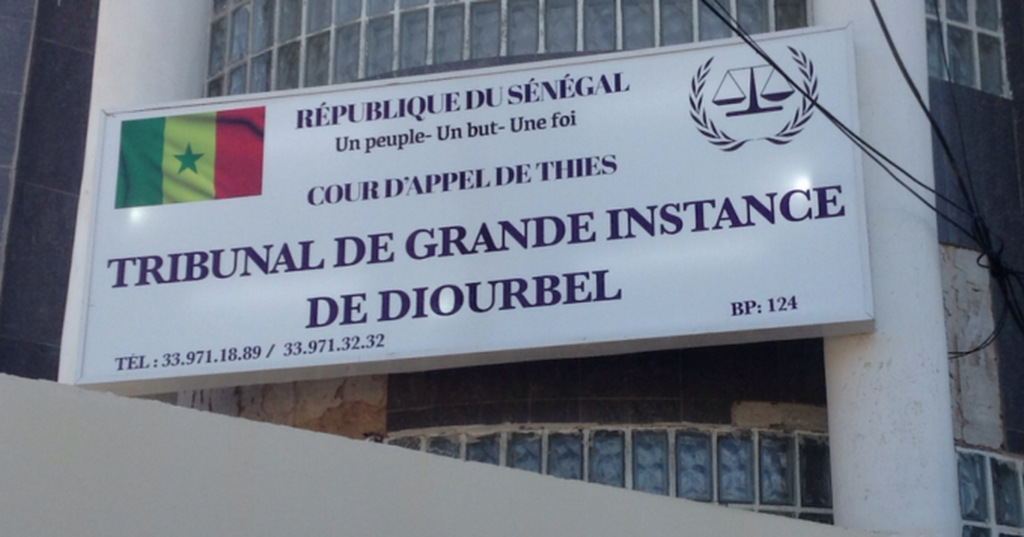 RÉPUBLIQUE DU SÉNÉGAL
Un peuple- Un but- Une foi
COUR D'APPEL DE THIES
TRIBUNAL DE GRANDE INSTANCE
DE DIOURBEL
BP: 124
TÉL : 33.971.18.89 / 33.971.32.32